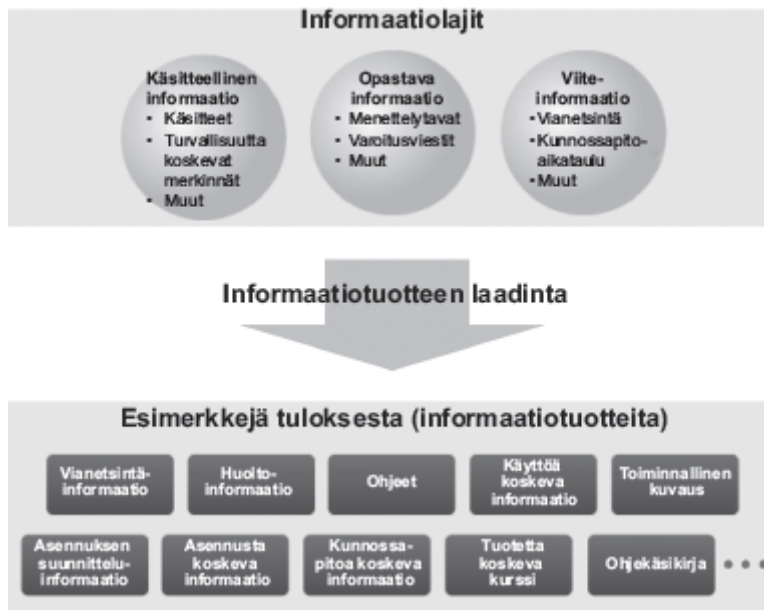 Informaatiolajit
Käsitteellinen
informaatio
• Käsitteet
• Turvallisuutta
koskevat
merkinnät
• Muut
Opastava
informaatio
• Menettelytavat
• Varoitusviestit
• Muut
Viite-
informaatio
• Vianetsintä
• Kunnossapito-
aikataulu
• Muut
Informaatiotuotteen laadinta
Esimerkkejä tuloksesta (informaatiotuotteita)
Vianetsintä-
informaatio
Huolto-
informaatio
Ohjeet
Käyttöä
koskeva
informaatio
Toiminnallinen
kuvaus
Asennuksen
suunnittelu-
informaatio
Asennusta
koskeva
informaatio
Kunnossa-
pitoa koskeva
informaatio
Tuotetta
koskeva
kurssi
Ohjekäsikirja
• • •